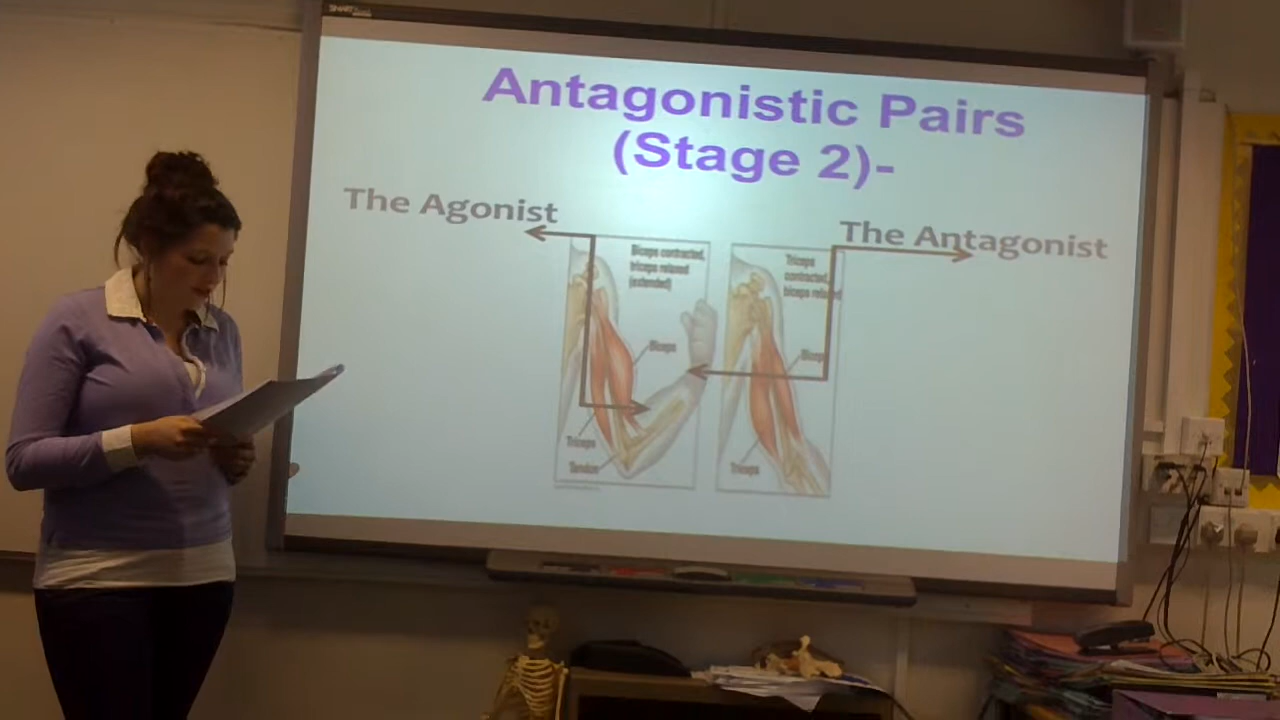 SMART
Antagonistic Pairs
(Stage 2)-
The Agonist
The Antagonist
Biceps contracted,
triceps relaxed
(extended)
Triceps
contracted,
biceps relaxed
Biceps
Biceps
Triceps
Tendon
Triceps